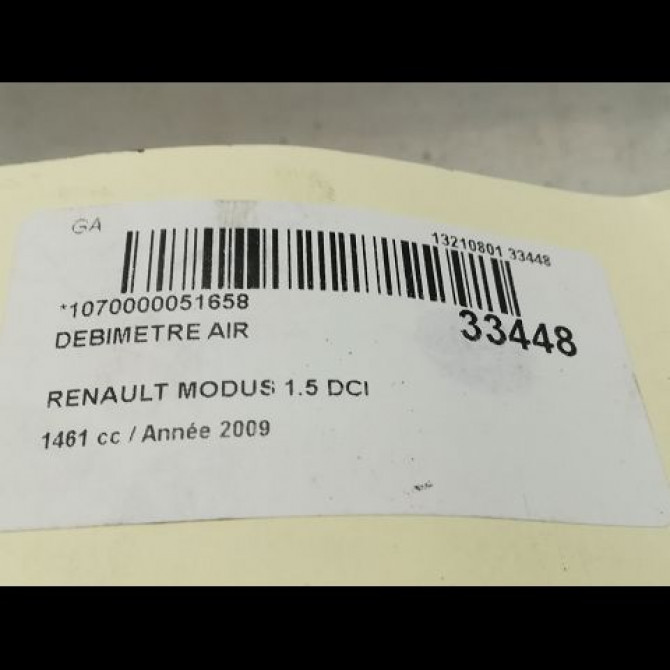 GA
13210801 33448
*1070000051658
33448
DEBIMETRE AIR
RENAULT MODUS 1.5 DCI
1461 cc / Année 2009